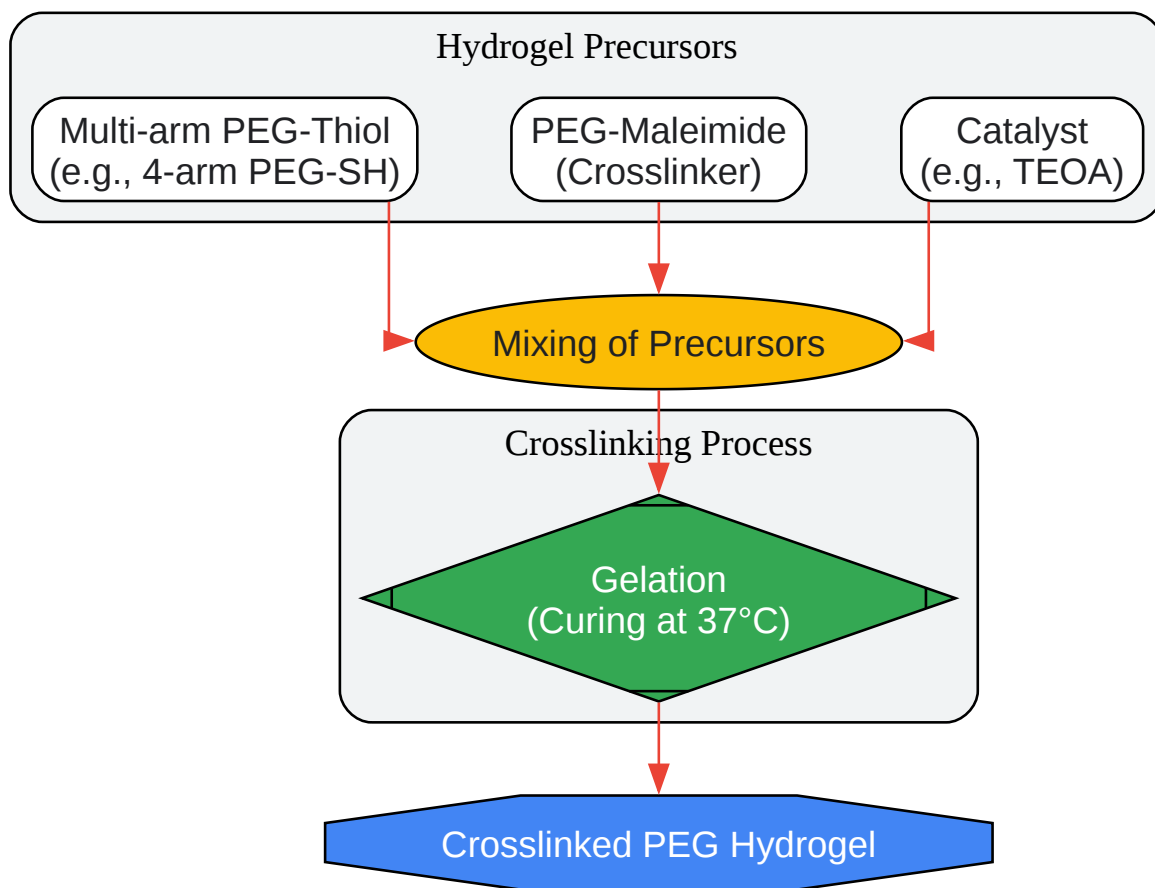 Hydrogel Precursors
Multi-arm PEG-Thiol
(e.g., 4-arm PEG-SH)
PEG-Maleimide
(Crosslinker)
Catalyst
(e.g., TEOA)
Mixing of Precursors
Crosslinking Process
Gelation
(Curing at 37°C)
Crosslinked PEG Hydrogel